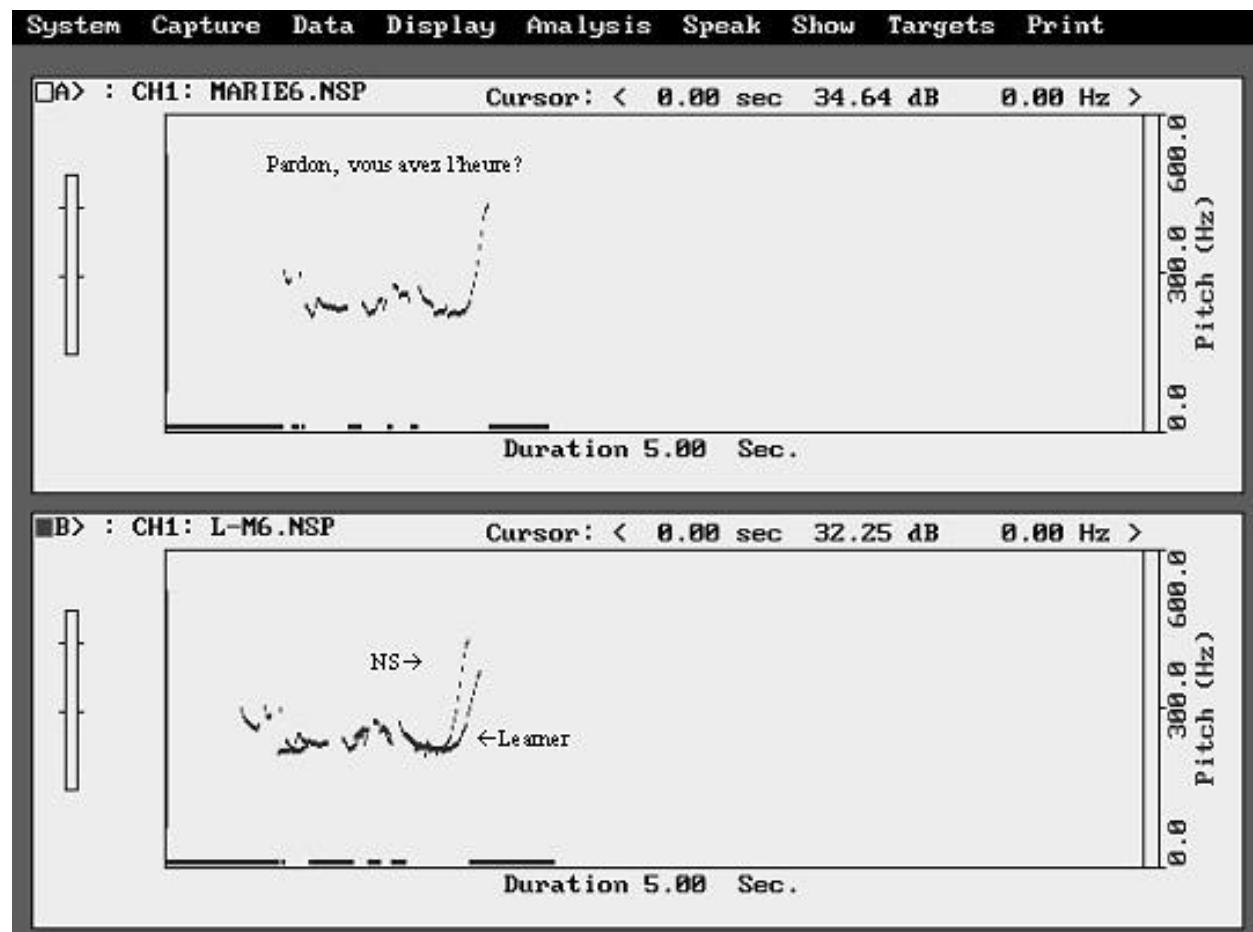 System Capture Data Display Analysis Speak Show Targets Print
□A> : CH1: MARIE6.NSP Cursor: < 0.00 sec 34.64 dB 0.00 Hz >
Pardon, vous avez l'heure?
600.0
300.0
0.0
Pitch (Hz)
Duration 5.00 Sec.
■B> : CH1: L-M6.NSP Cursor: < 0.00 sec 32.25 dB 0.00 Hz >
NS→
←Learner
600.0
300.0
0.0
Pitch (Hz)
Duration 5.00 Sec.